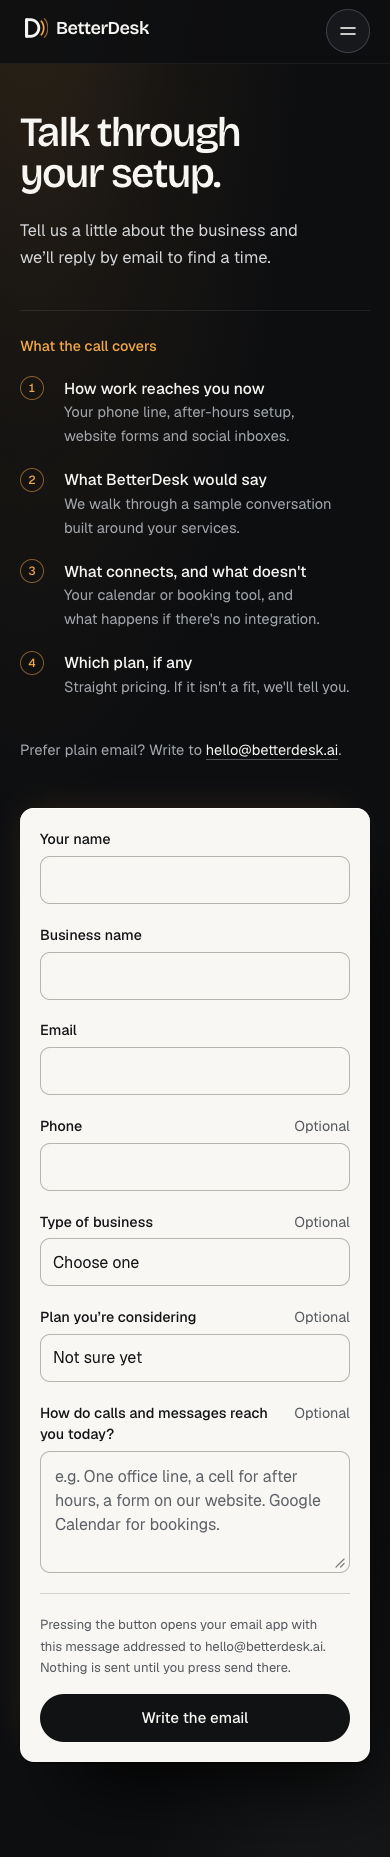 BetterDesk
Talk through
your setup.
Tell us a little about the business and
we’ll reply by email to find a time.
What the call covers
1
How work reaches you now
Your phone line, after-hours setup,
website forms and social inboxes.
2
What BetterDesk would say
We walk through a sample conversation
built around your services.
3
What connects, and what doesn't
Your calendar or booking tool, and
what happens if there's no integration.
4
Which plan, if any
Straight pricing. If it isn't a fit, we'll tell you.
Prefer plain email? Write to hello@betterdesk.ai.
Your name
Business name
Email
Phone Optional
Type of business Optional
Choose one
Plan you’re considering Optional
Not sure yet
How do calls and messages reach Optional
you today?
e.g. One office line, a cell for after
hours, a form on our website. Google
Calendar for bookings.
Pressing the button opens your email app with
this message addressed to hello@betterdesk.ai.
Nothing is sent until you press send there.
Write the email